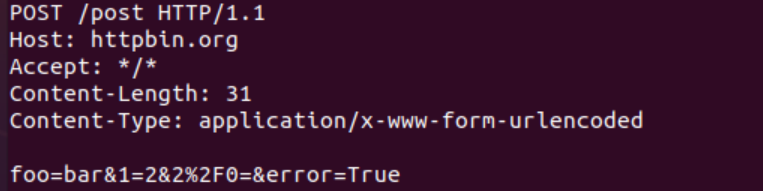 POST /post HTTP/1.1
Host: httpbin.org
Accept: */*
Content-Length: 31
Content-Type: application/x-www-form-urlencoded

foo=bar&1=2&2%2F0=&error=True